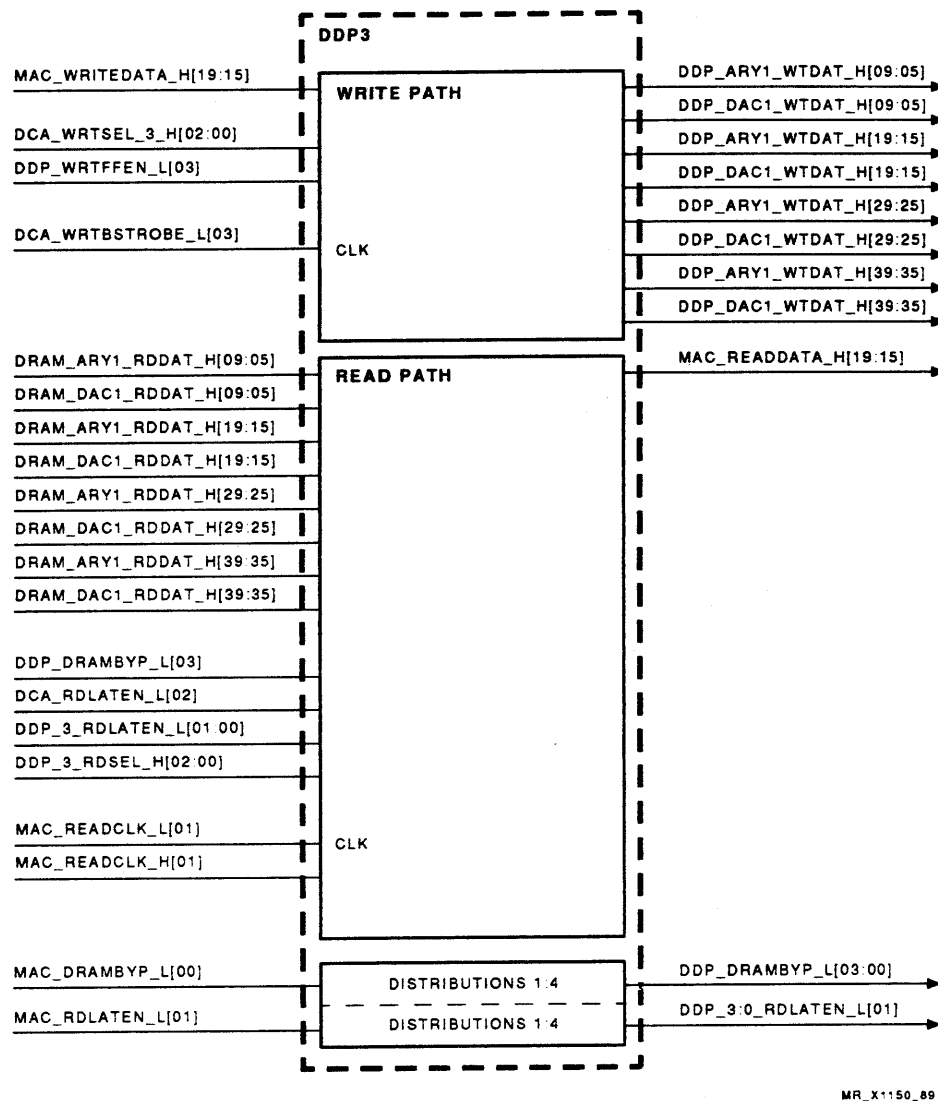 DDP3
MAC_WRITEDATA_H[19:15]
WRITE PATH
DDP_ARY1_WTDAT_H[09:05]
DDP_DAC1_WTDAT_H[09:05]
DCA_WRTSEL_3_H[02:00]
DDP_ARY1_WTDAT_H[19:15]
DDP_WRTFFEN_L[03]
DDP_DAC1_WTDAT_H[19:15]
DDP_ARY1_WTDAT_H[29:25]
DCA_WRTBSTROBE_L[03]
CLK
DDP_DAC1_WTDAT_H[29:25]
DDP_ARY1_WTDAT_H[39:35]
DDP_DAC1_WTDAT_H[39:35]
DRAM_ARY1_RDDAT_H[09:05]
READ PATH
MAC_READDATA_H[19:15]
DRAM_DAC1_RDDAT_H[09:05]
DRAM_ARY1_RDDAT_H[19:15]
DRAM_DAC1_RDDAT_H[19:15]
DRAM_ARY1_RDDAT_H[29:25]
DRAM_DAC1_RDDAT_H[29:25]
DRAM_ARY1_RDDAT_H[39:35]
DRAM_DAC1_RDDAT_H[39:35]
DDP_DRAMBYP_L[03]
DCA_RDLATEN_L[02]
DDP_3_RDLATEN_L[01:00]
DDP_3_RDSEL_H[02:00]
MAC_READCLK_L[01]
CLK
MAC_READCLK_H[01]
MAC_DRAMBYP_L[00]
DISTRIBUTIONS 1:4
DDP_DRAMBYP_L[03:00]
MAC_RDLATEN_L[01]
DISTRIBUTIONS 1:4
DDP_3:0_RDLATEN_L[01]
MR_X1150_89